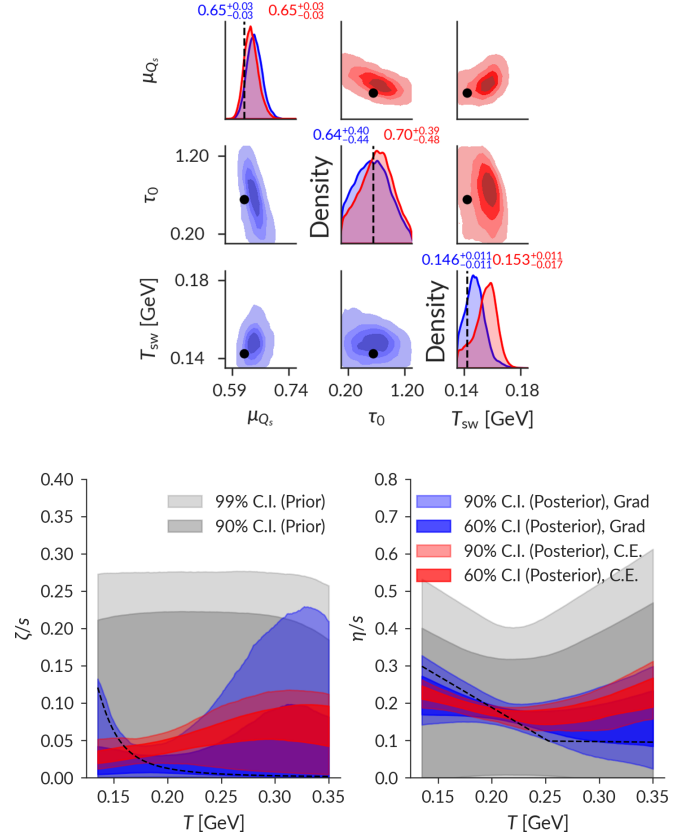 0.65+0.03−0.03 0.65+0.03−0.03
μQs
0.64+0.40−0.44 0.70+0.39−0.48
1.20
τ0
0.20
Density
0.146+0.011−0.011 0.153+0.011−0.017
0.18
Tsw [GeV]
0.14
Density
0.59 0.74 0.20 1.20 0.14 0.18
μQs τ0 Tsw [GeV]
0.40 0.8
99% C.I. (Prior) 90% C.I. (Posterior), Grad
0.35 0.7
90% C.I. (Prior) 60% C.I (Posterior), Grad
0.30 0.6
90% C.I. (Posterior), C.E.
60% C.I (Posterior), C.E.
0.25 0.5
ζ/s η/s
0.20 0.4
0.15 0.3
0.10 0.2
0.05 0.1
0.00 0.0
0.15 0.20 0.25 0.30 0.35 0.15 0.20 0.25 0.30 0.35
T [GeV] T [GeV]